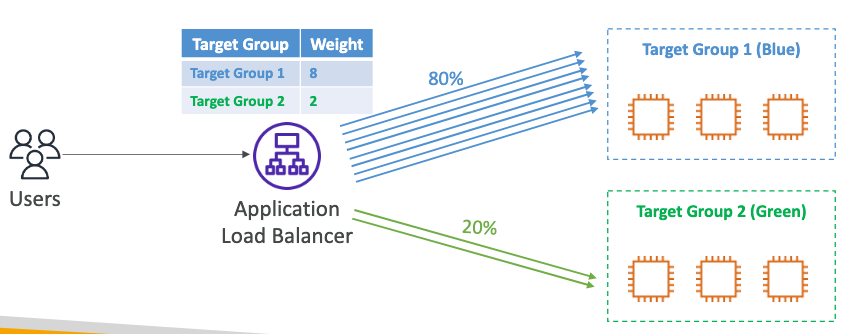 Target Group Weight
Target Group 1 8
Target Group 2 2
80%
Target Group 1 (Blue)
Users
Application
Load Balancer
20%
Target Group 2 (Green)